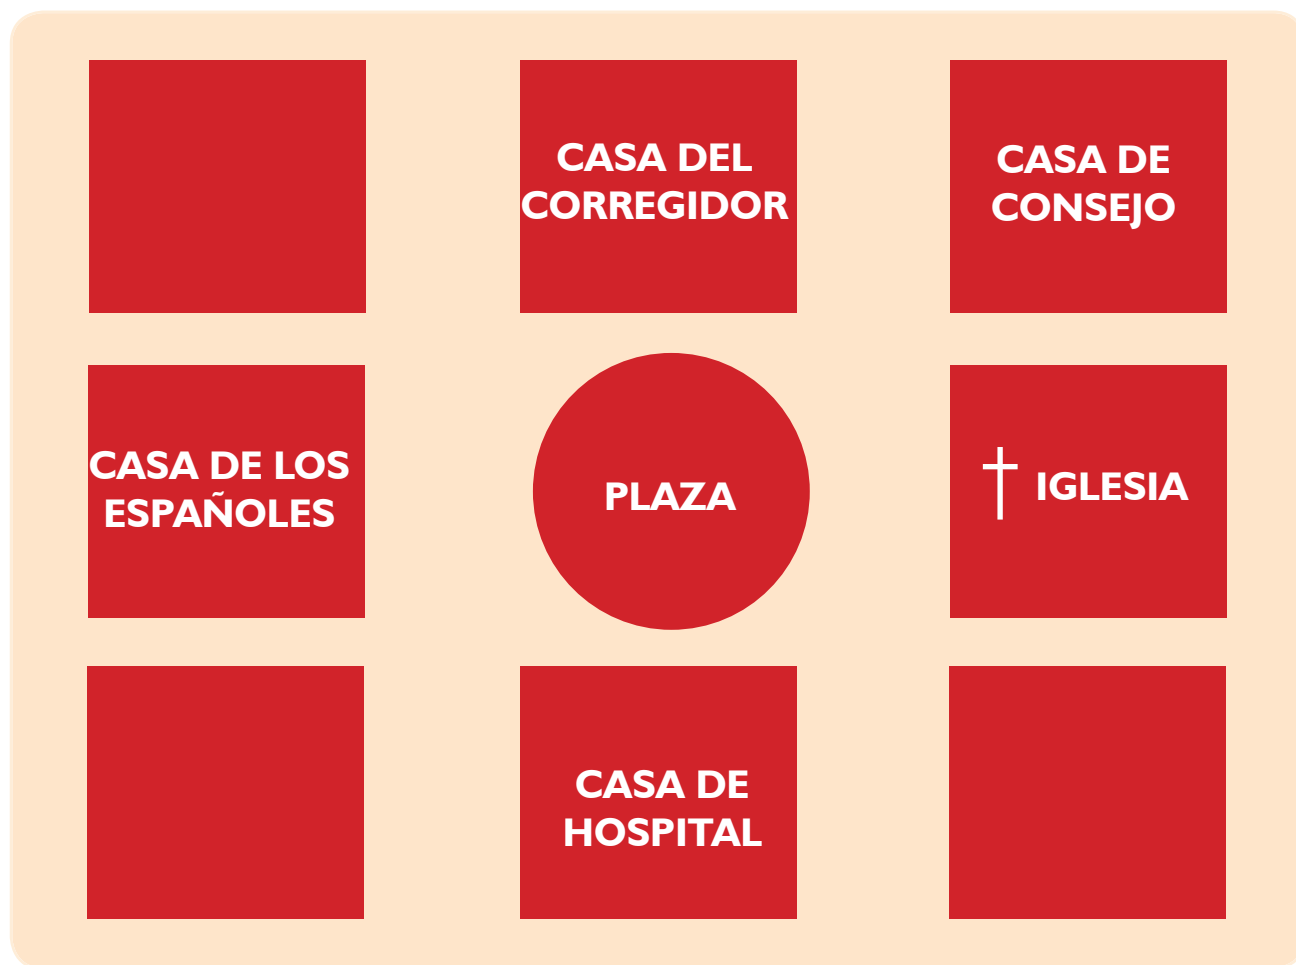 CASA DEL
CORREGIDOR
CASA DE
CONSEJO
CASA DE LOS
ESPAÑOLES
PLAZA
IGLESIA
CASA DE
HOSPITAL